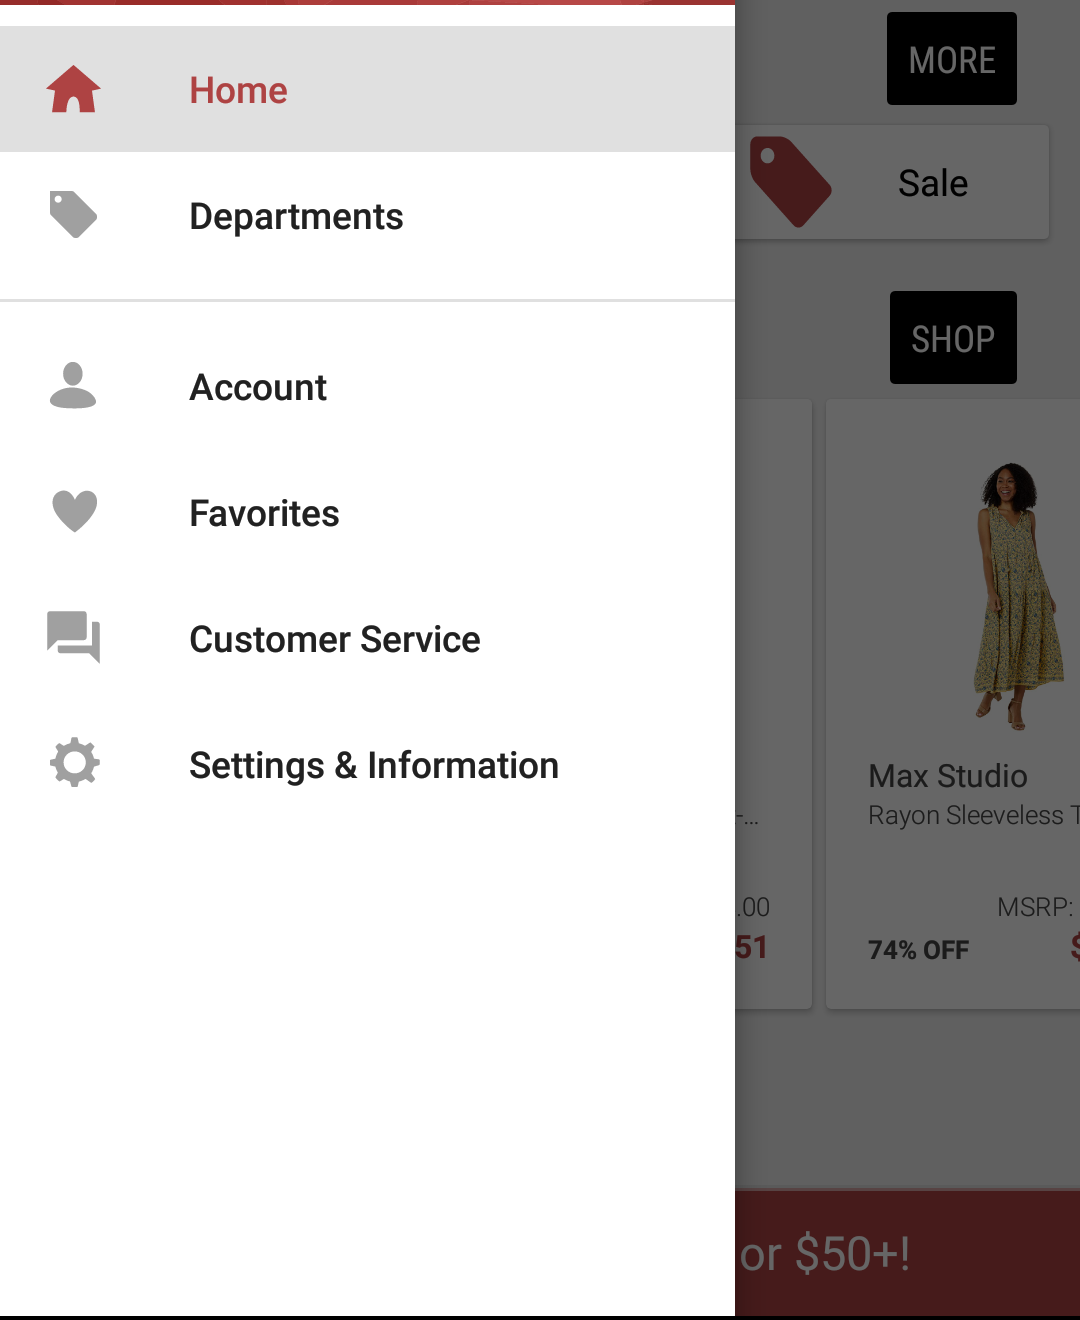 Home
Departments
Account
Favorites
Customer Service
Settings & Information
MORE
Sale
SHOP
-...
.00
51
Max Studio
Rayon Sleeveless T
MSRP:
74% OFF
$
or $50+!